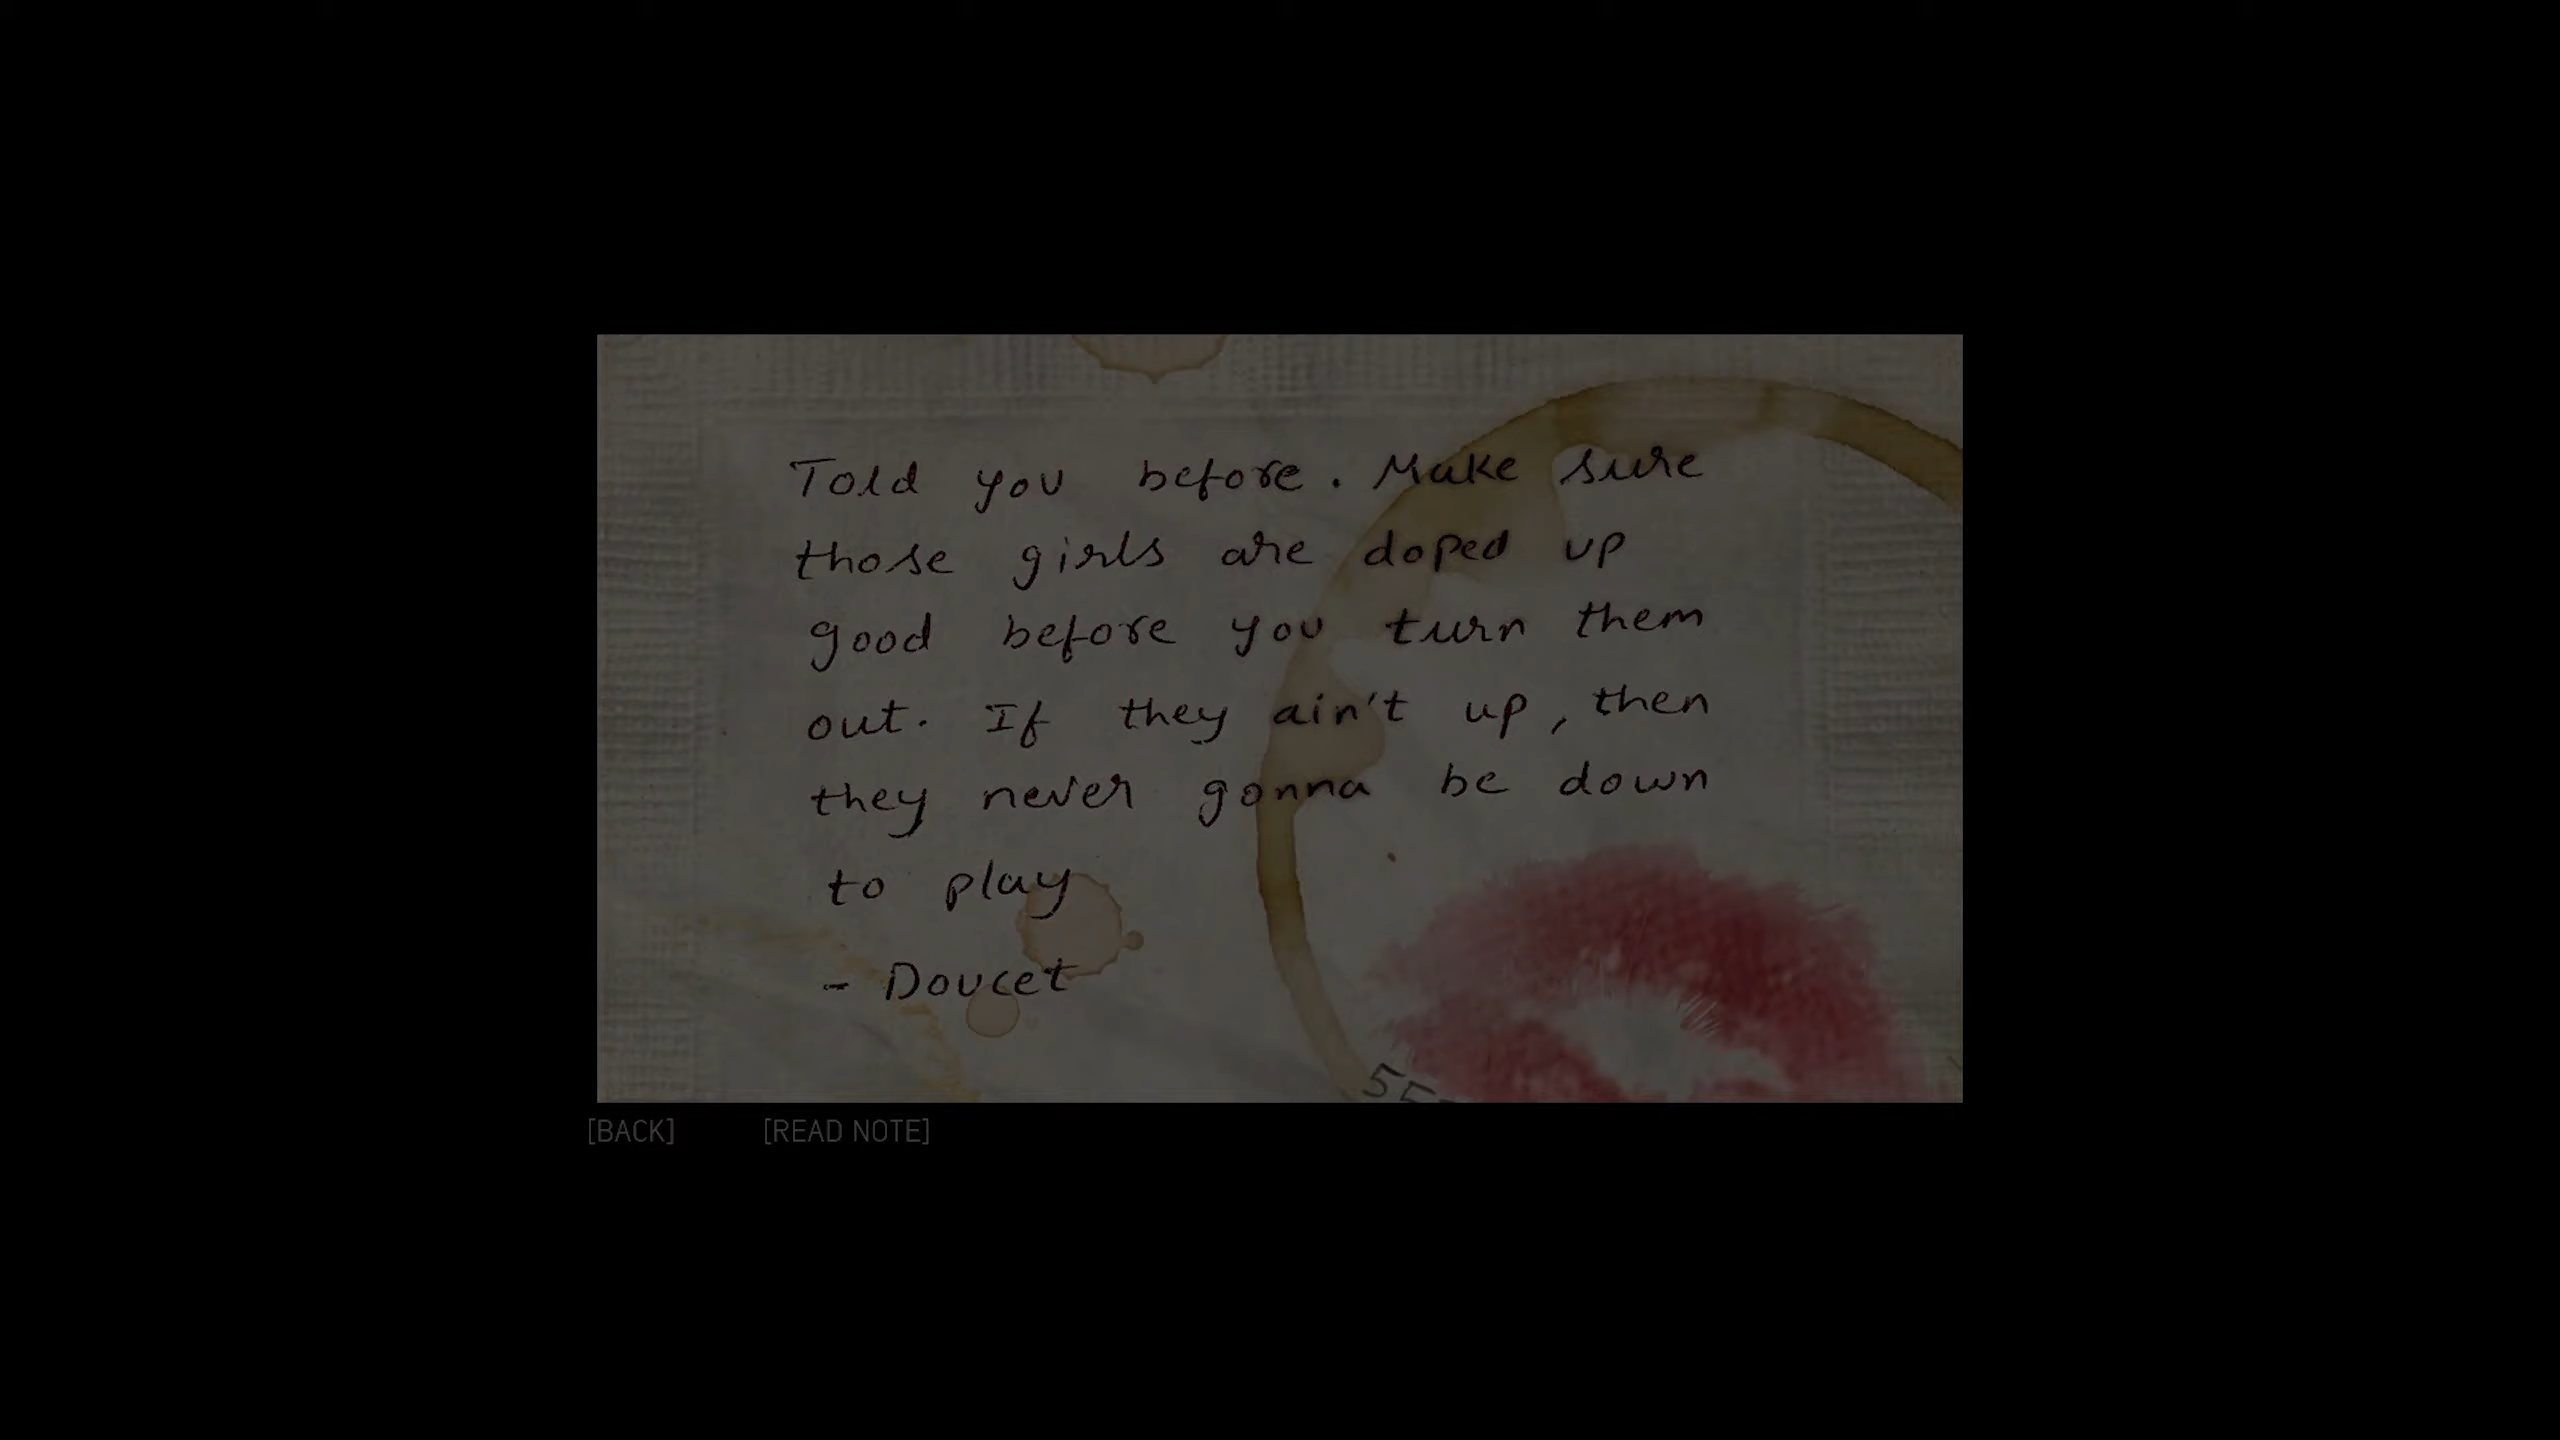 Told you before. Make sure
those girls are doped up
good before you turn them
out. If they ain't up, then
they never gonna be down
to play
- Doucet
55
[BACK] [READ NOTE]